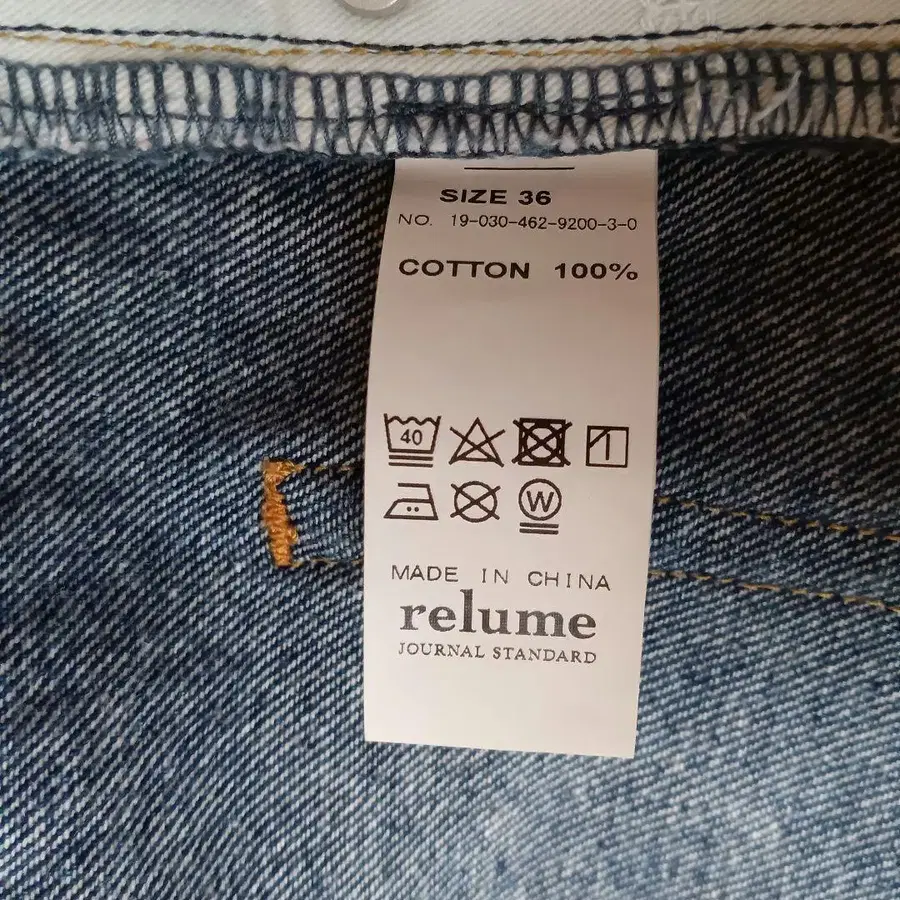 SIZE 36
NO. 19-030-462-9200-3-0
COTTON 100%
40
W
MADE IN CHINA
relume
JOURNAL STANDARD